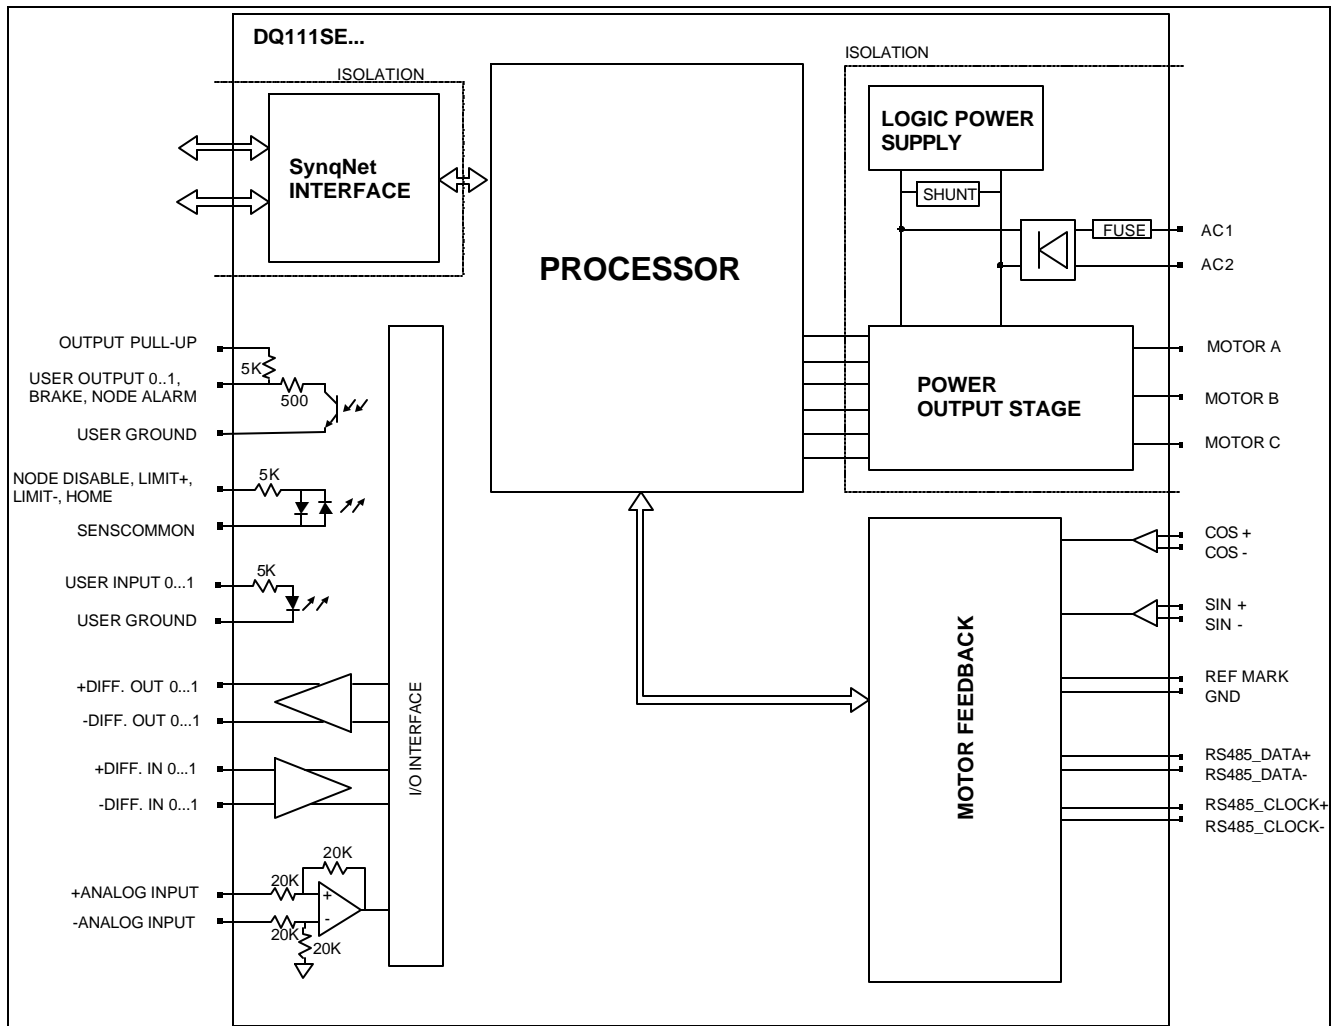 DQ111SE...
ISOLATION
SynqNet
INTERFACE
PROCESSOR
ISOLATION
LOGIC POWER
SUPPLY
SHUNT
FUSE
AC1
AC2
POWER
OUTPUT STAGE
MOTOR A
MOTOR B
MOTOR C
OUTPUT PULL-UP
5K
USER OUTPUT 0..1,
BRAKE, NODE ALARM
500
USER GROUND
NODE DISABLE, LIMIT+,
LIMIT-, HOME
5K
SENSCOMMON
USER INPUT 0...1
5K
USER GROUND
+DIFF. OUT 0...1
-DIFF. OUT 0...1
+DIFF. IN 0...1
-DIFF. IN 0...1
+ANALOG INPUT
-ANALOG INPUT
20K
20K
20K
20K
+
-
I/O INTERFACE
MOTOR FEEDBACK
COS +
COS -
SIN +
SIN -
REF MARK
GND
RS485_DATA+
RS485_DATA-
RS485_CLOCK+
RS485_CLOCK-